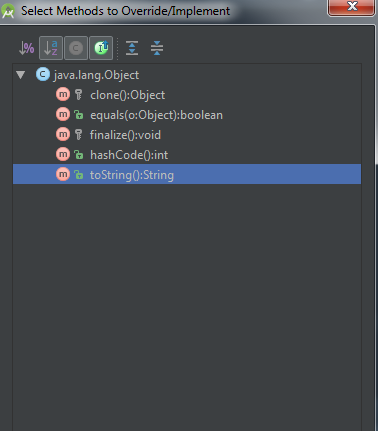 Select Methods to Override/Implement
java.lang.Object
clone():Object
equals(o:Object):boolean
finalize():void
hashCode():int
toString():String